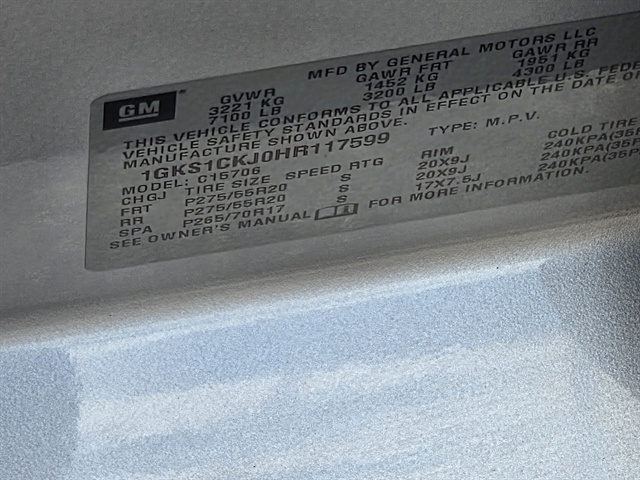 GM
MFD BY GENERAL MOTORS LLC
GVWR GAWR FRT GAWR RR
3221 KG 1452 KG 1951 KG
7100 LB 3200 LB 4300 LB
THIS VEHICLE CONFORMS TO ALL APPLICABLE U.S. FEDE
VEHICLE SAFETY STANDARDS IN EFFECT ON THE DATE OF
MANUFACTURE SHOWN ABOVE.
1GKS1CKJ0HR117599 TYPE: M.P.V.
MODEL: C15706
CHGJ TIRE SIZE SPEED RTG RIM COLD TIRE
FRT P275/55R20 S 20X9J 240KPA(35P
RR P275/55R20 S 20X9J 240KPA(35P
SPA P265/70R17 S 17X7.5J 240KPA(35P
SEE OWNER'S MANUAL FOR MORE INFORMATION.